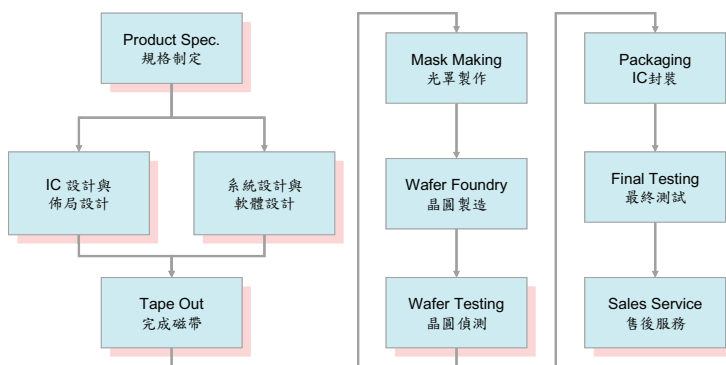 Product Spec.
規格制定
IC 設計與
佈局設計
系統設計與
軟體設計
Tape Out
完成磁帶
Mask Making
光罩製作
Wafer Foundry
晶圓製造
Wafer Testing
晶圓偵測
Packaging
IC封裝
Final Testing
最終測試
Sales Service
售後服務